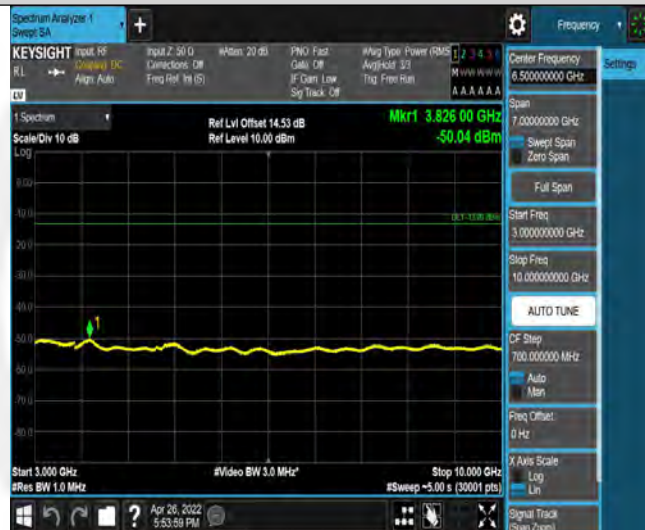 Spectrum Analyzer 1
Swept SA
+
Frequency
KEYSIGHT
Input: RF
Coupling: DC
Align: Auto
Input Z: 50 Ω
Corrections: Off
Freq Ref: Int (S)
#Atten: 20 dB
PNO: Fast
Gate: Off
IF Gain: Low
Sig Track: Off
#Avg Type: Power (RMS
Avg|Hold: 3/3
Trig: Free Run
1 2 3 4 5 6
M W W W W W
A A A A A A
RL
LV
Center Frequency
6.500000000 GHz
Settings
Span
7.00000000 GHz
Swept Span
Zero Span
Full Span
Start Freq
3.000000000 GHz
Stop Freq
10.000000000 GHz
AUTO TUNE
CF Step
700.000000 MHz
Auto
Man
Freq Offset
0 Hz
X Axis Scale
Log
Lin
Signal Track
(Span Zoom)
1 Spectrum
Scale/Div 10 dB
Ref Lvl Offset 14.53 dB
Ref Level 10.00 dBm
Mkr1 3.826 00 GHz
-50.04 dBm
Log
0.00
-10.0
-20.0
-30.0
-40.0
-50.0
-60.0
-70.0
-80.0
1
Start 3.000 GHz
#Video BW 3.0 MHz*
Stop 10.000 GHz
#Res BW 1.0 MHz
#Sweep ~5.00 s (30001 pts)
?
Apr 26, 2022
5:53:59 PM